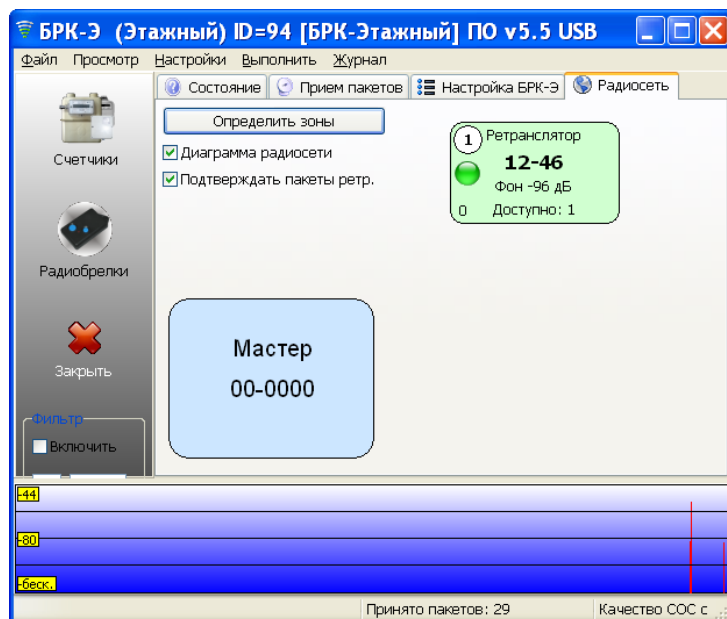 БРК-Э (Этажный) ID=94 [БРК-Этажный] ПО v5.5 USB
Файл Просмотр Настройки Выполнить Журнал
Состояние Прием пакетов Настройка БРК-Э Радиосеть
Счетчики
Радиобрелки
Закрыть
Фильтр
Включить
Определить зоны
Диаграмма радиосети
Подтверждать пакеты ретр.
1 Ретранслятор
12-46
Фон -96 дБ
0 Доступно: 1
Мастер
00-0000
-44
-80
-беск.
Принято пакетов: 29 Качество СОС с